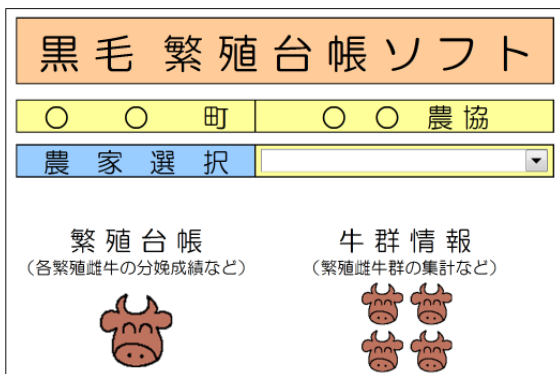 黒毛 繁殖台帳ソフト
〇 〇 町 〇 〇 農協
農家選択
繁殖台帳 牛群情報
(各繁殖雌牛の分娩成績など) (繁殖雌牛群の集計など)